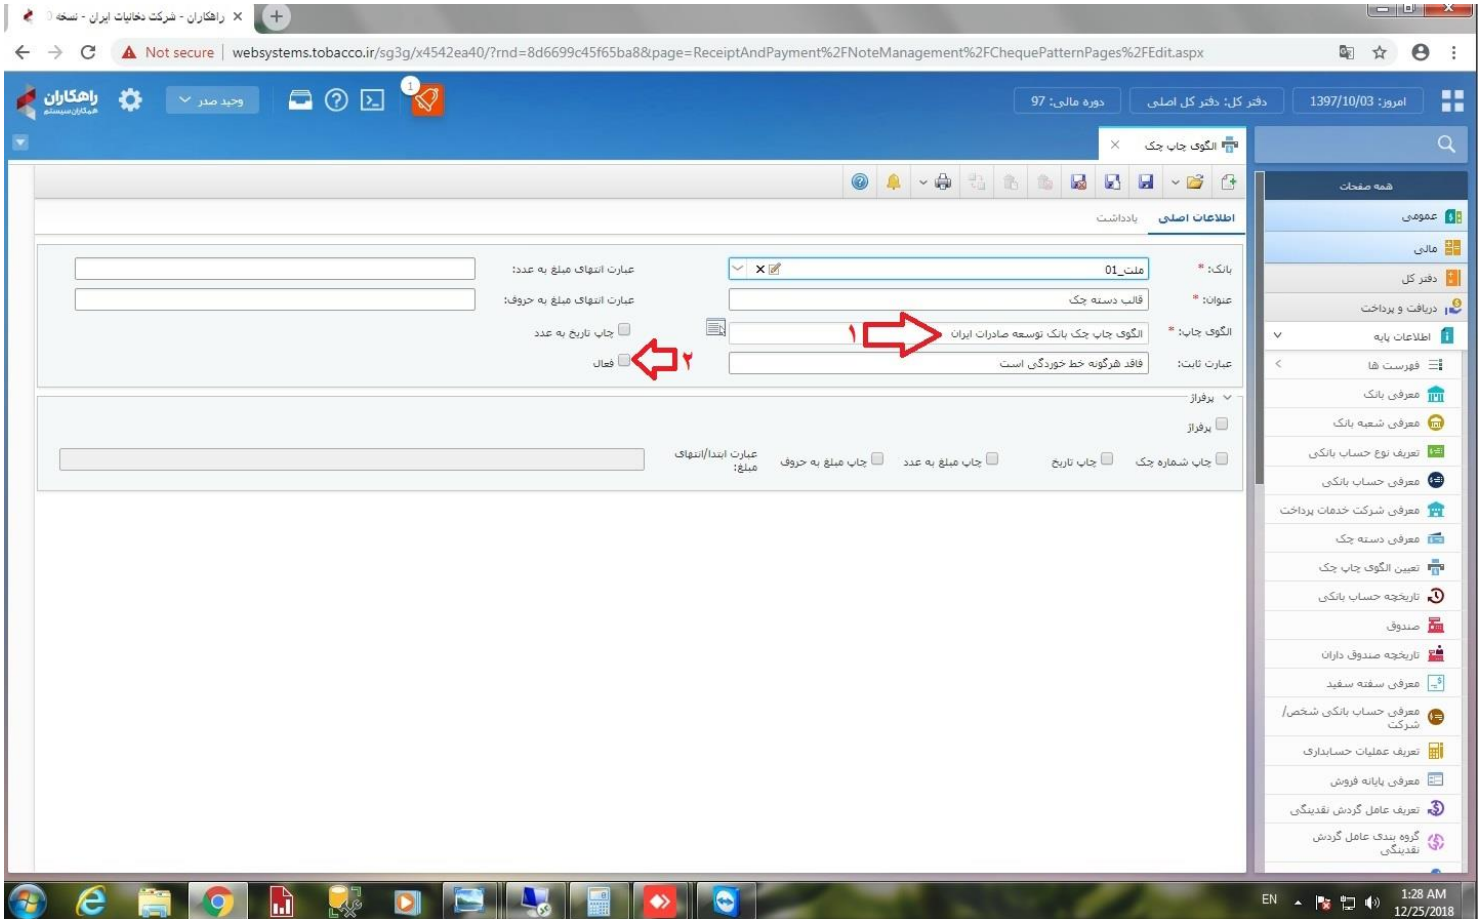 راهکاران - شرکت دخانیات ایران - نسخه
Not secure | websystems.tobacco.ir/sg3g/x4542ea40/?rnd=8d6699c45f65ba8&page=ReceiptAndPayment%2FNoteManagement%2FChequePatternPages%2FEdit.aspx
امروز: 1397/10/03
دفتر کل: دفتر کل اصلی
دوره مالی: 97
1
وحید صدر
راهکاران
همکاران سیستم
الگوی چاپ چک
همه صفحات
عمومی
مالی
دفتر کل
دریافت و پرداخت
اطلاعات پایه
فهرست ها
معرفی بانک
معرفی شعبه بانک
تعریف نوع حساب بانکی
معرفی حساب بانکی
معرفی شرکت خدمات پرداخت
معرفی دسته چک
تعیین الگوی چاپ چک
تاریخچه حساب بانکی
صندوق
تاریخچه صندوق داران
معرفی سفته سفید
معرفی حساب بانکی شخص/
شرکت
تعریف عملیات حسابداری
معرفی پایانه فروش
تعریف عامل گردش نقدینگی
گروه بندی عامل گردش
نقدینگی
اطلاعات اصلی
یادداشت
بانک: *
ملت_01
عبارت انتهای مبلغ به عدد:
عنوان: *
قالب دسته چک
عبارت انتهای مبلغ به حروف:
الگوی چاپ: *
الگوی چاپ چک بانک توسعه صادرات ایران
۱
چاپ تاریخ به عدد
عبارت ثابت:
فاقد هرگونه خط خوردگی است
۲
فعال
پرفراژ
پرفراژ
چاپ شماره چک
چاپ تاریخ
چاپ مبلغ به عدد
چاپ مبلغ به حروف
عبارت ابتدا/انتهای
مبلغ:
EN
1:28 AM
12/25/2018